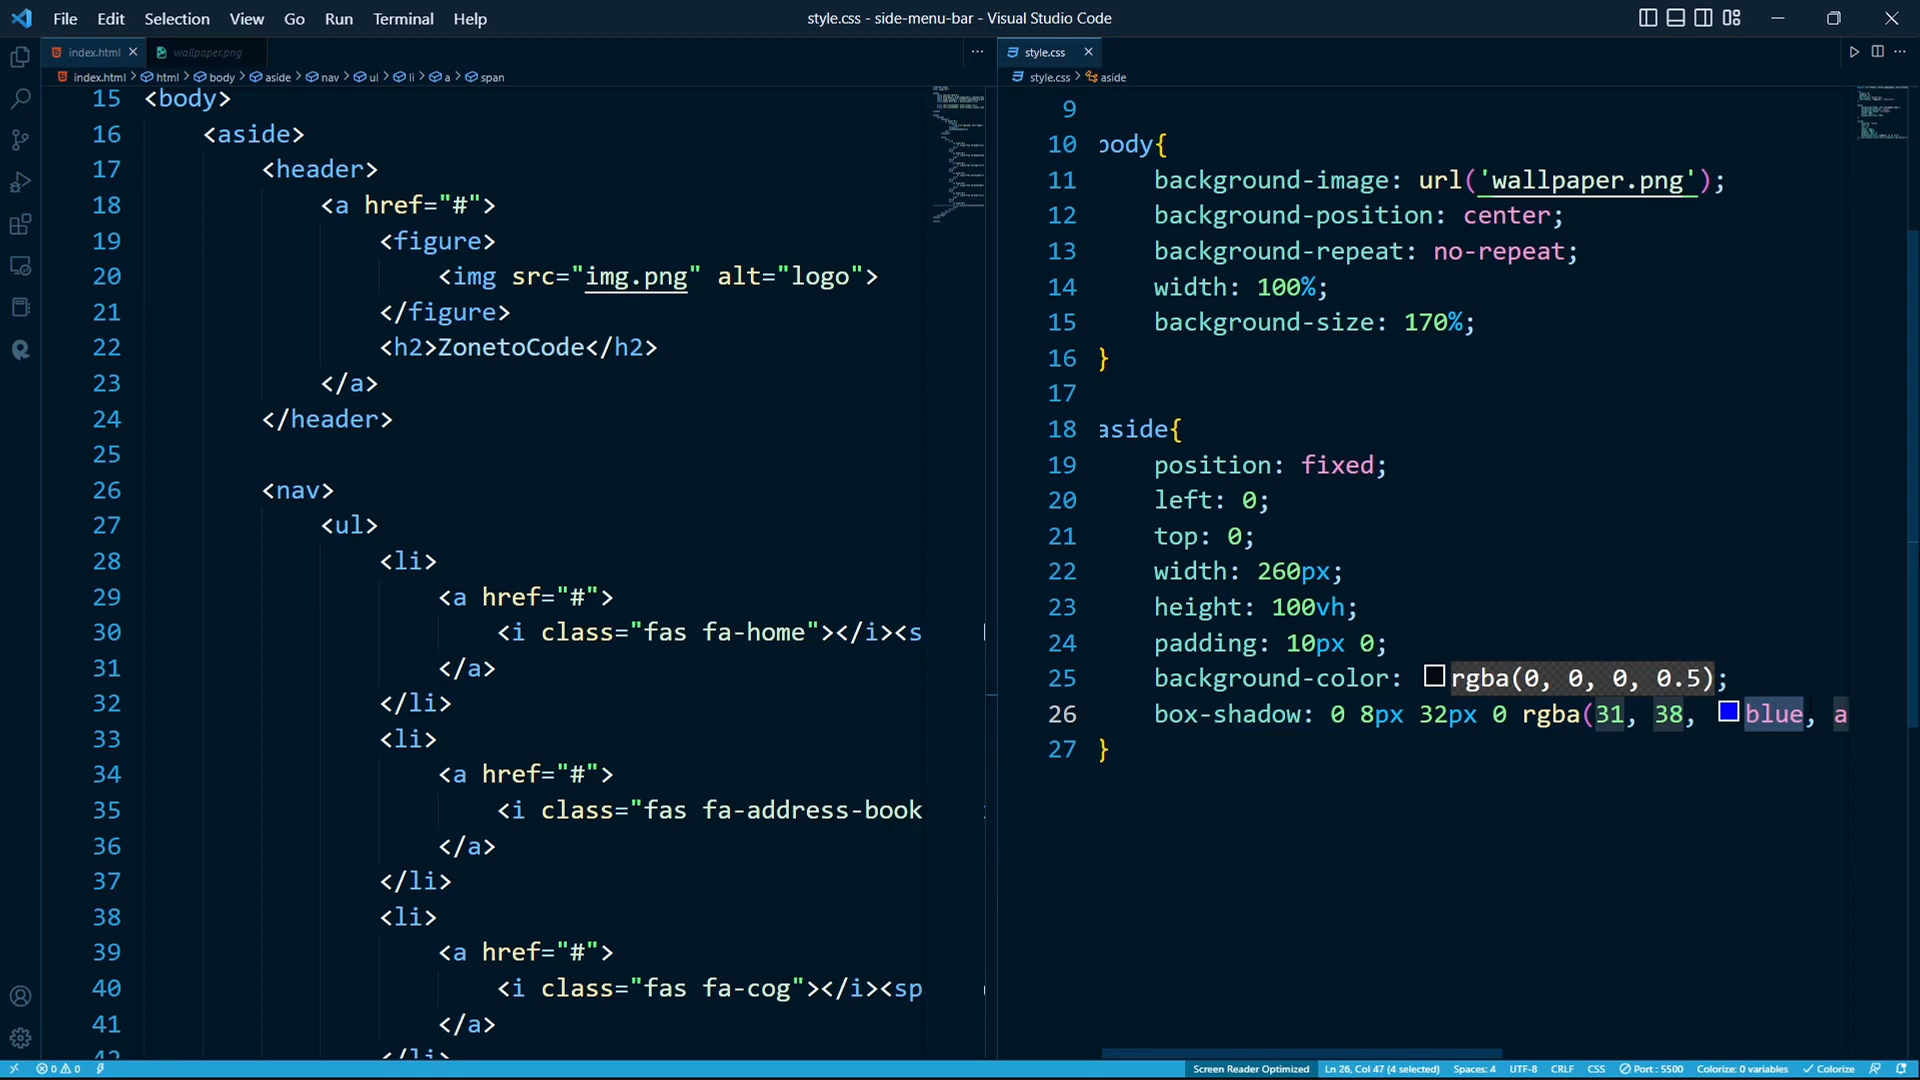 File Edit Selection View Go Run Terminal Help
style.css - side-menu-bar - Visual Studio Code
index.html
wallpaper.png
index.html > html > body > aside > nav > ul > li > a > span
15 <body>
16 <aside>
17 <header>
18 <a href="#">
19 <figure>
20 <img src="img.png" alt="logo">
21 </figure>
22 <h2>ZonetoCode</h2>
23 </a>
24 </header>
25
26 <nav>
27 <ul>
28 <li>
29 <a href="#">
30 <i class="fas fa-home"></i><s
31 </a>
32 </li>
33 <li>
34 <a href="#">
35 <i class="fas fa-address-book
36 </a>
37 </li>
38 <li>
39 <a href="#">
40 <i class="fas fa-cog"></i><sp
41 </a>
42 </li>
style.css
style.css > aside
9
10 body{
11 background-image: url('wallpaper.png');
12 background-position: center;
13 background-repeat: no-repeat;
14 width: 100%;
15 background-size: 170%;
16 }
17
18 aside{
19 position: fixed;
20 left: 0;
21 top: 0;
22 width: 260px;
23 height: 100vh;
24 padding: 10px 0;
25 background-color: rgba(0, 0, 0, 0.5);
26 box-shadow: 0 8px 32px 0 rgba(31, 38, blue, a
27 }
0 0
Screen Reader Optimized Ln 26, Col 47 (4 selected) Spaces: 4 UTF-8 CRLF CSS Port : 5500 Colorize: 0 variables Colorize